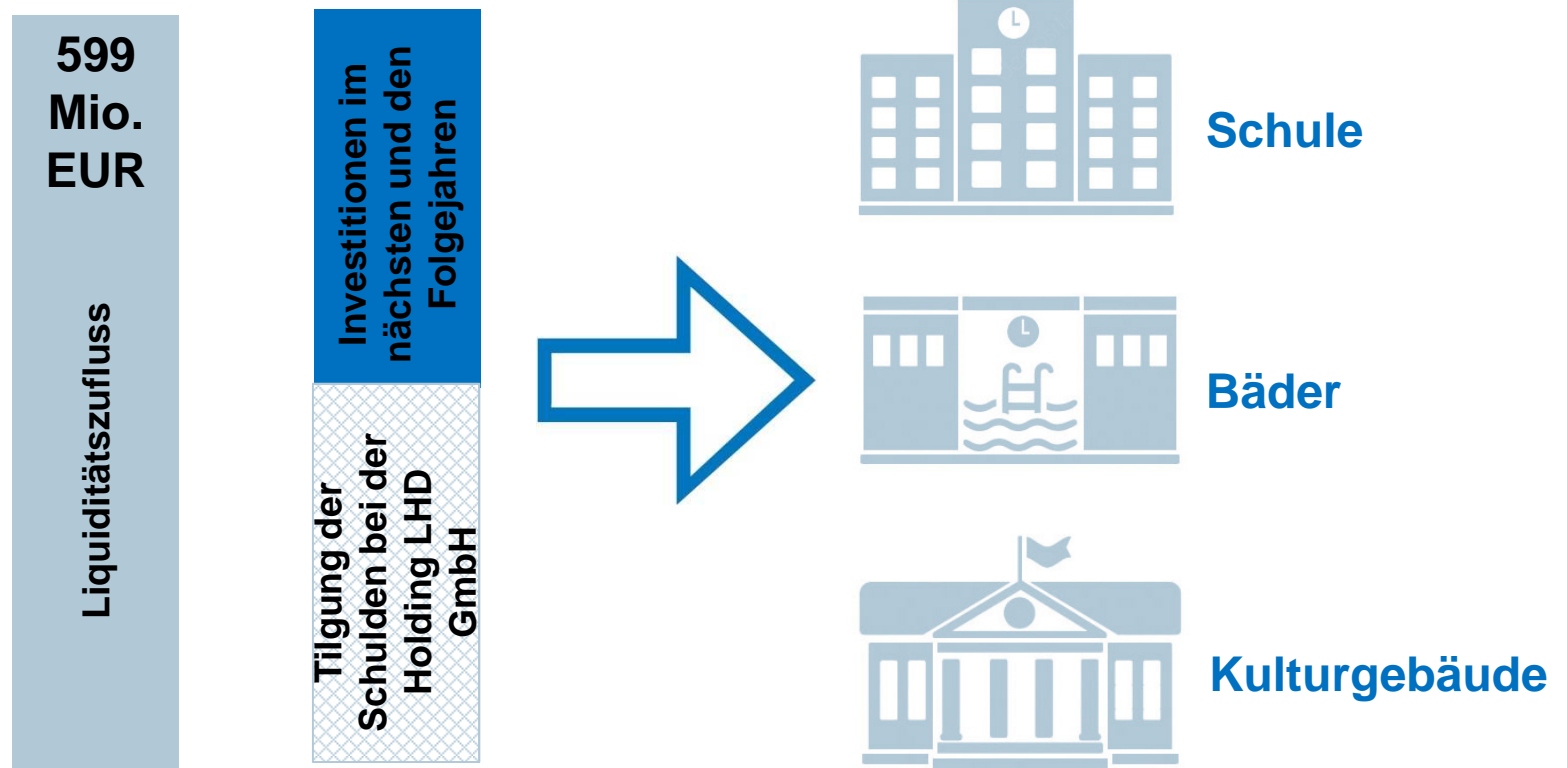 599
Mio.
EUR
Liquiditätszufluss
Investitionen im
nächsten und den
Folgejahren
Tilgung der
Schulden bei der
Holding LHD
GmbH
Schule
Bäder
Kulturgebäude